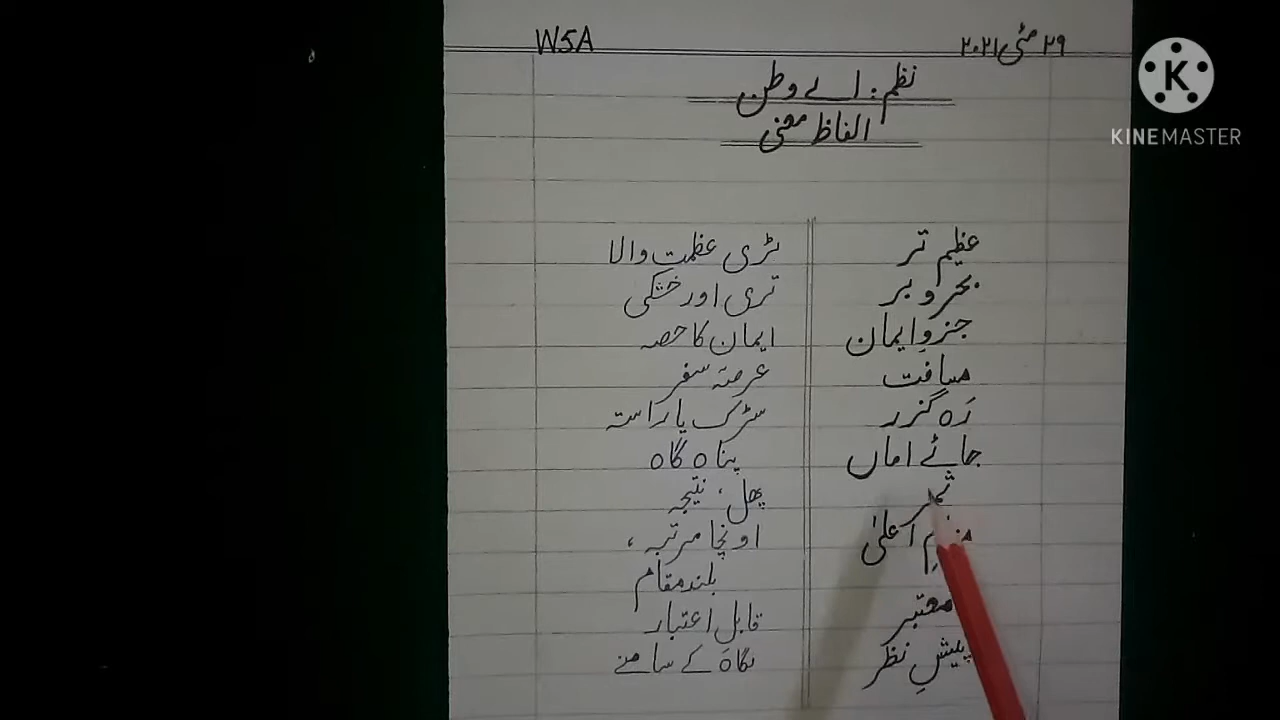 W5A ۲۹ مئی ۲۰۲۱
نظم: اے وطن
الفاظ معنی
عظیم تر بڑی عظمت والا
بحر و بر تری اور خشکی
جزوِ ایمان ایمان کا حصہ
مسافت عرصۂ سفر
رَہ گزر سڑک یا راستہ
جائے اماں پناہ گاہ
ثمر پھل، نتیجہ
اعلیٰ اونچا مرتبہ،
بلند مقام
معتبر قابلِ اعتبار
پیشِ نظر نگاہ کے سامنے
K
KINEMASTER